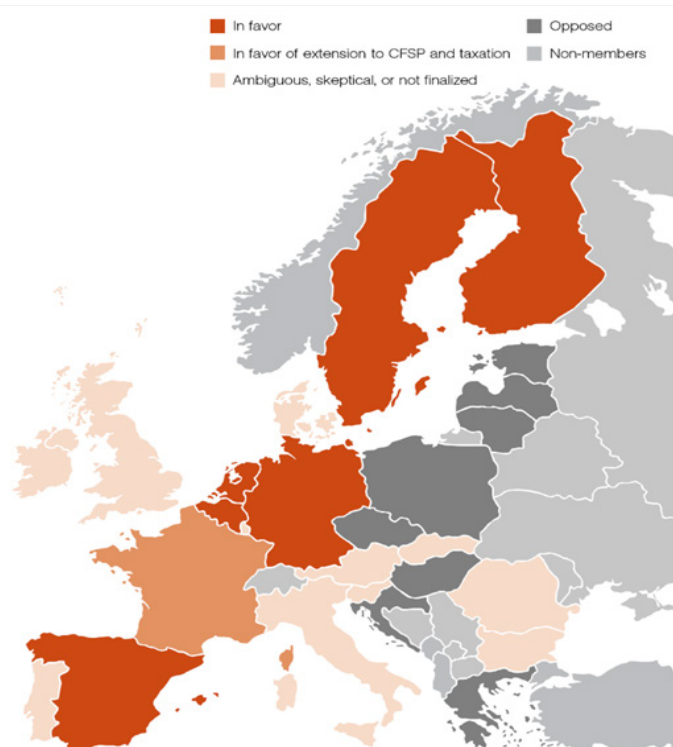 In favor
In favor of extension to CFSP and taxation
Ambiguous, skeptical, or not finalized
Opposed
Non-members